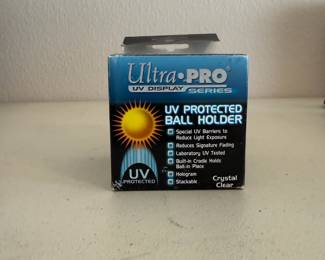 Ultra•PRO
UV DISPLAY SERIES
UV PROTECTED
BALL HOLDER
Special UV Barriers to
Reduce Light Exposure
Reduces Signature Fading
Laboratory UV Tested
Built-in Cradle Holds
Ball-in Place
Hologram
Stackable
UV
PROTECTED
Crystal
Clear